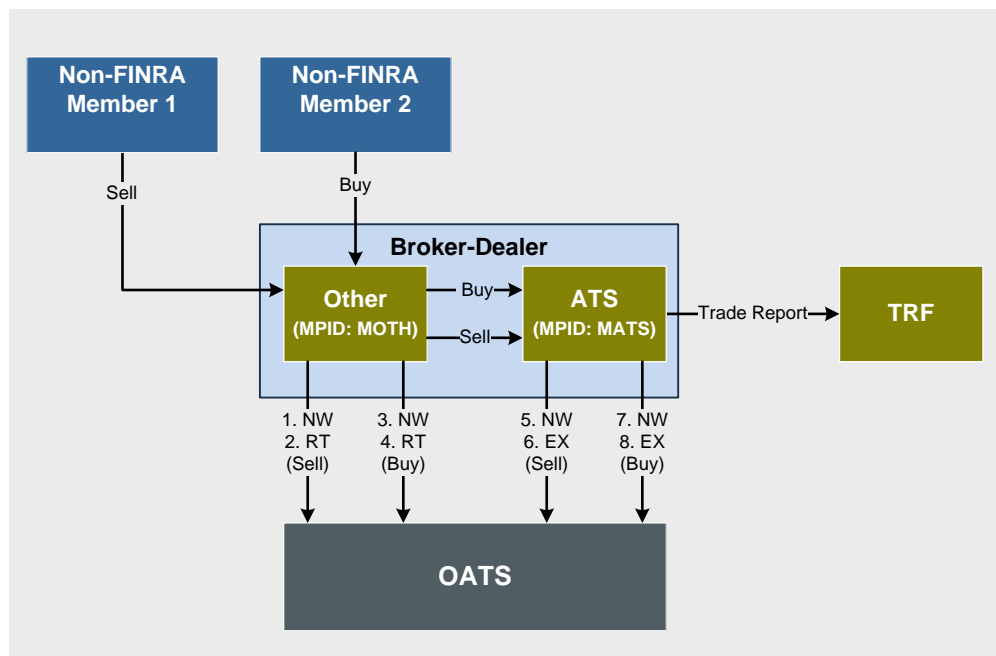 Non-FINRA
Member 1
Non-FINRA
Member 2
Sell
Buy
Broker-Dealer
Other
(MPID: MOTH)
Buy
Sell
ATS
(MPID: MATS)
Trade Report
TRF
1. NW
2. RT
(Sell)
3. NW
4. RT
(Buy)
5. NW
6. EX
(Sell)
7. NW
8. EX
(Buy)
OATS